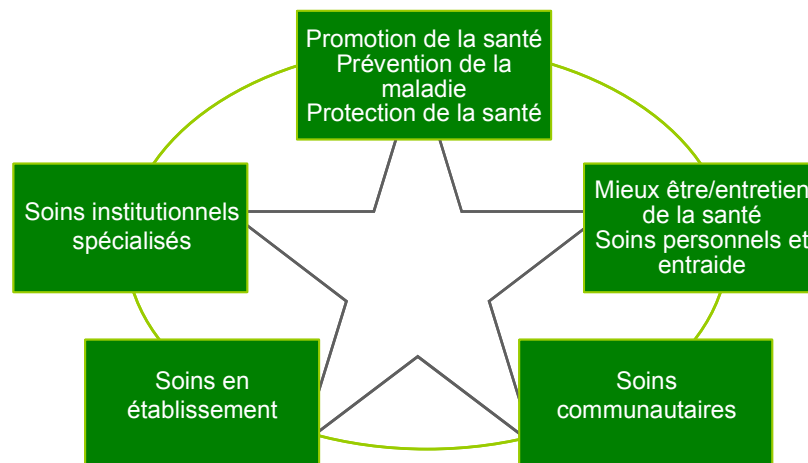 Promotion de la santé
Prévention de la
maladie
Protection de la santé
Soins institutionnels
spécialisés
Mieux être/entretien
de la santé
Soins personnels et
entraide
Soins en
établissement
Soins
communautaires